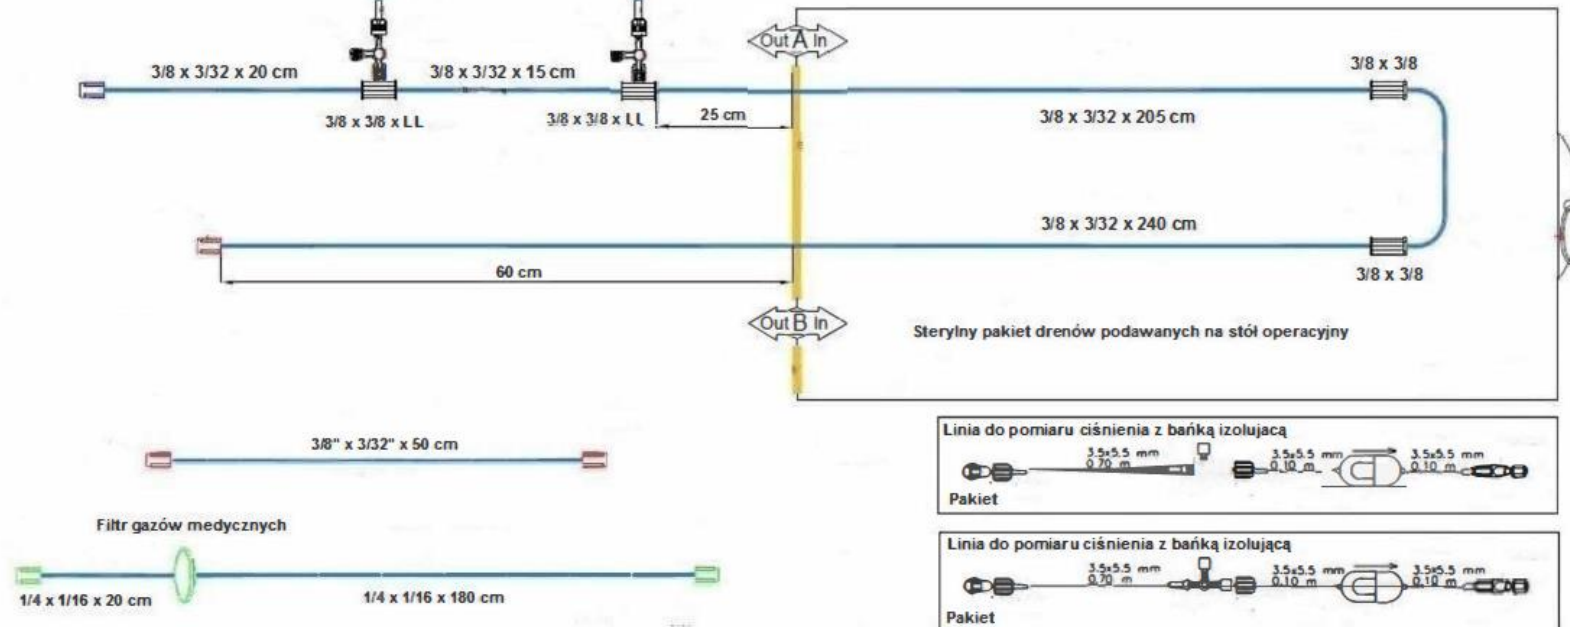 Out A In
3/8 x 3/32 x 20 cm
3/8 x 3/32 x 15 cm
3/8 x 3/8
3/8 x 3/8 x LL
3/8 x 3/8 x LL
25 cm
3/8 x 3/32 x 205 cm
3/8 x 3/32 x 240 cm
60 cm
3/8 x 3/8
Out B In
Sterylny pakiet drenów podawanych na stół operacyjny
3/8" x 3/32" x 50 cm
Linia do pomiaru ciśnienia z bańką izolujacą
3.5x5.5 mm
0.70 m
3.5x5.5 mm
0.10 m
3.5x5.5 mm
0.10 m
Pakiet
Filtr gazów medycznych
1/4 x 1/16 x 20 cm
1/4 x 1/16 x 180 cm
Linia do pomiaru ciśnienia z bańką izolującą
3.5x5.5 mm
0.70 m
3.5x5.5 mm
0.10 m
3.5x5.5 mm
0.10 m
Pakiet